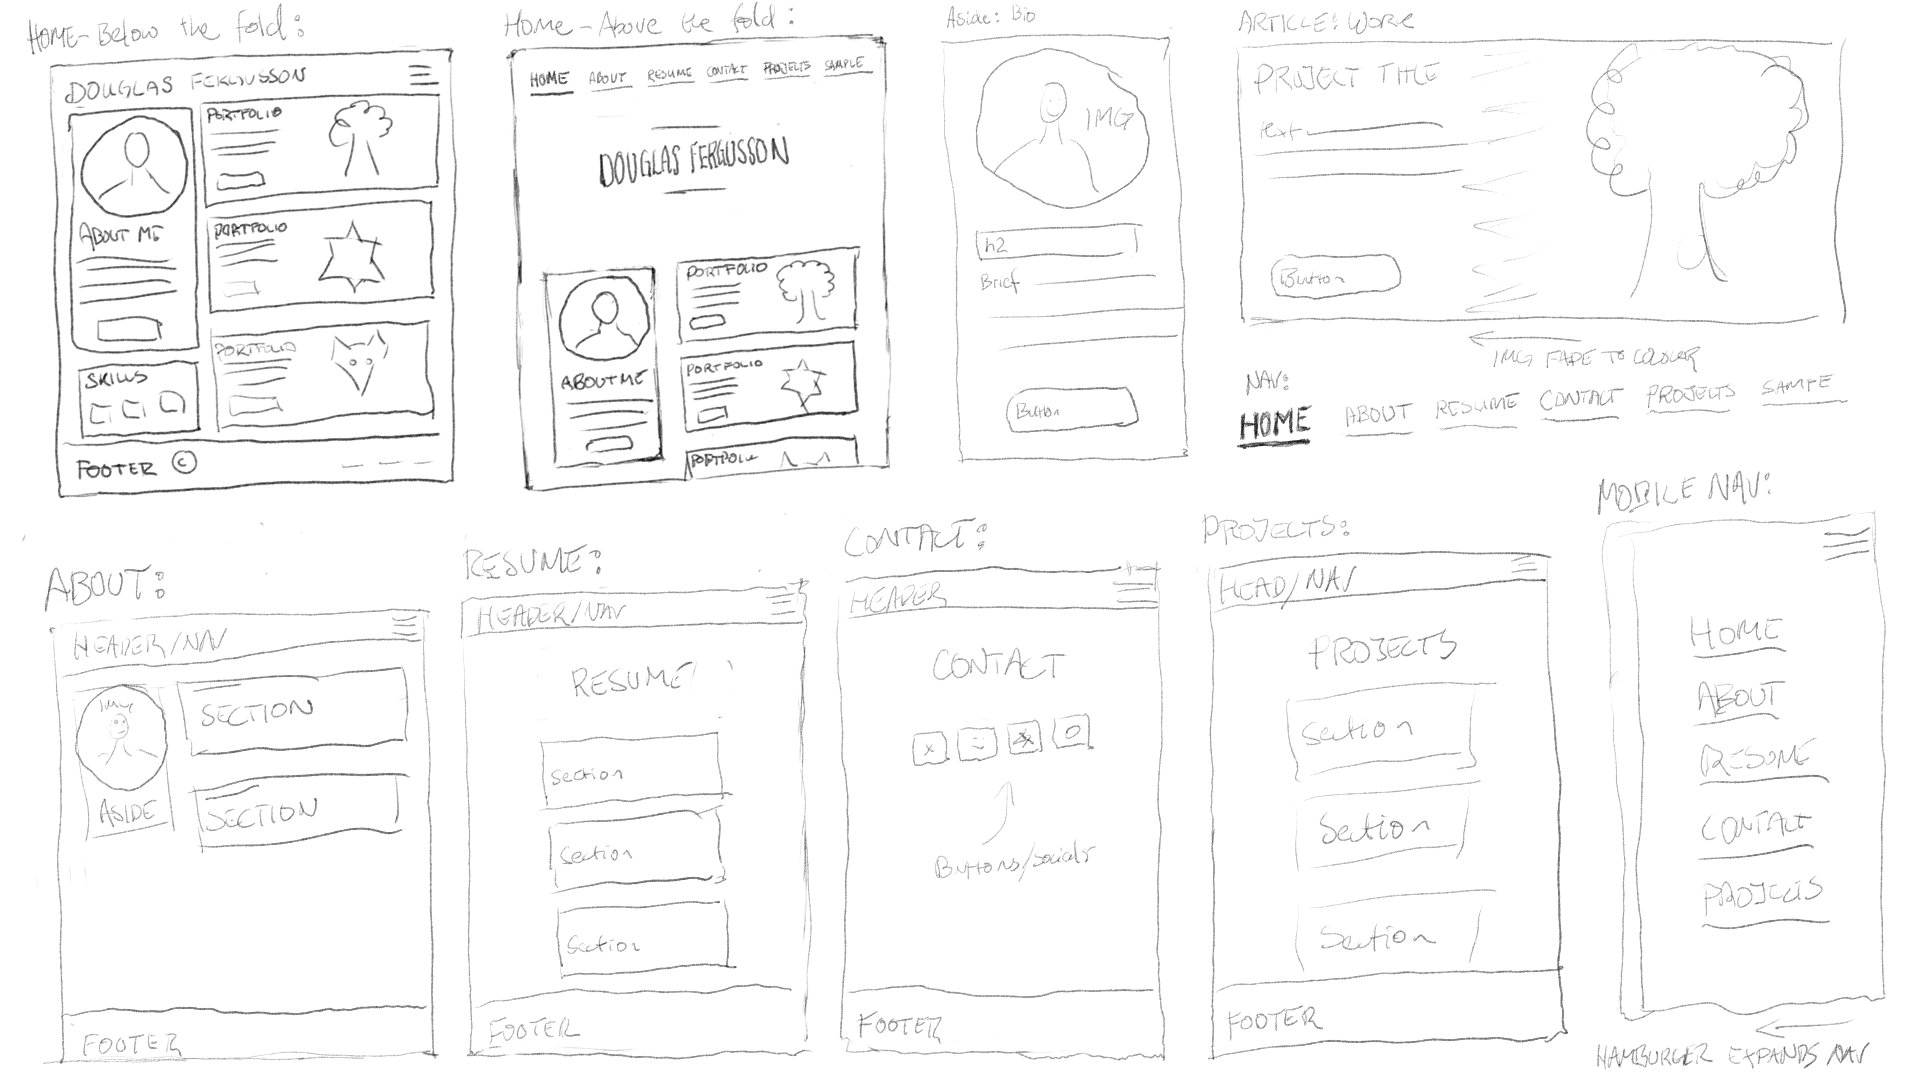 HOME - Below the fold:
DOUGLAS FERGUSSON
PORTFOLIO
ABOUT ME
PORTFOLIO
PORTFOLIO
SKILLS
FOOTER ©
Home - Above the fold:
HOME ABOUT RESUME CONTACT PROJECTS SAMPLE
DOUGLAS FERGUSSON
PORTFOLIO
ABOUT ME
PORTFOLIO
PORTFOLIO
Aside: Bio
IMG
h2
Brief
Button
ARTICLE: WORK
PROJECT TITLE
text
Button
IMG FADE TO COLOUR
NAV:
HOME ABOUT RESUME CONTACT PROJECTS SAMPLE
ABOUT:
HEADER/NAV
IMG
SECTION
ASIDE
SECTION
FOOTER
RESUME:
HEADER/NAV
RESUME
Section
Section
Section
FOOTER
CONTACT:
HEADER
CONTACT
Buttons/socials
FOOTER
PROJECTS:
HEAD/NAV
PROJECTS
Section
Section
Section
FOOTER
MOBILE NAV:
HOME
ABOUT
RESUME
CONTACT
PROJECTS
HAMBURGER EXPANDS NAV